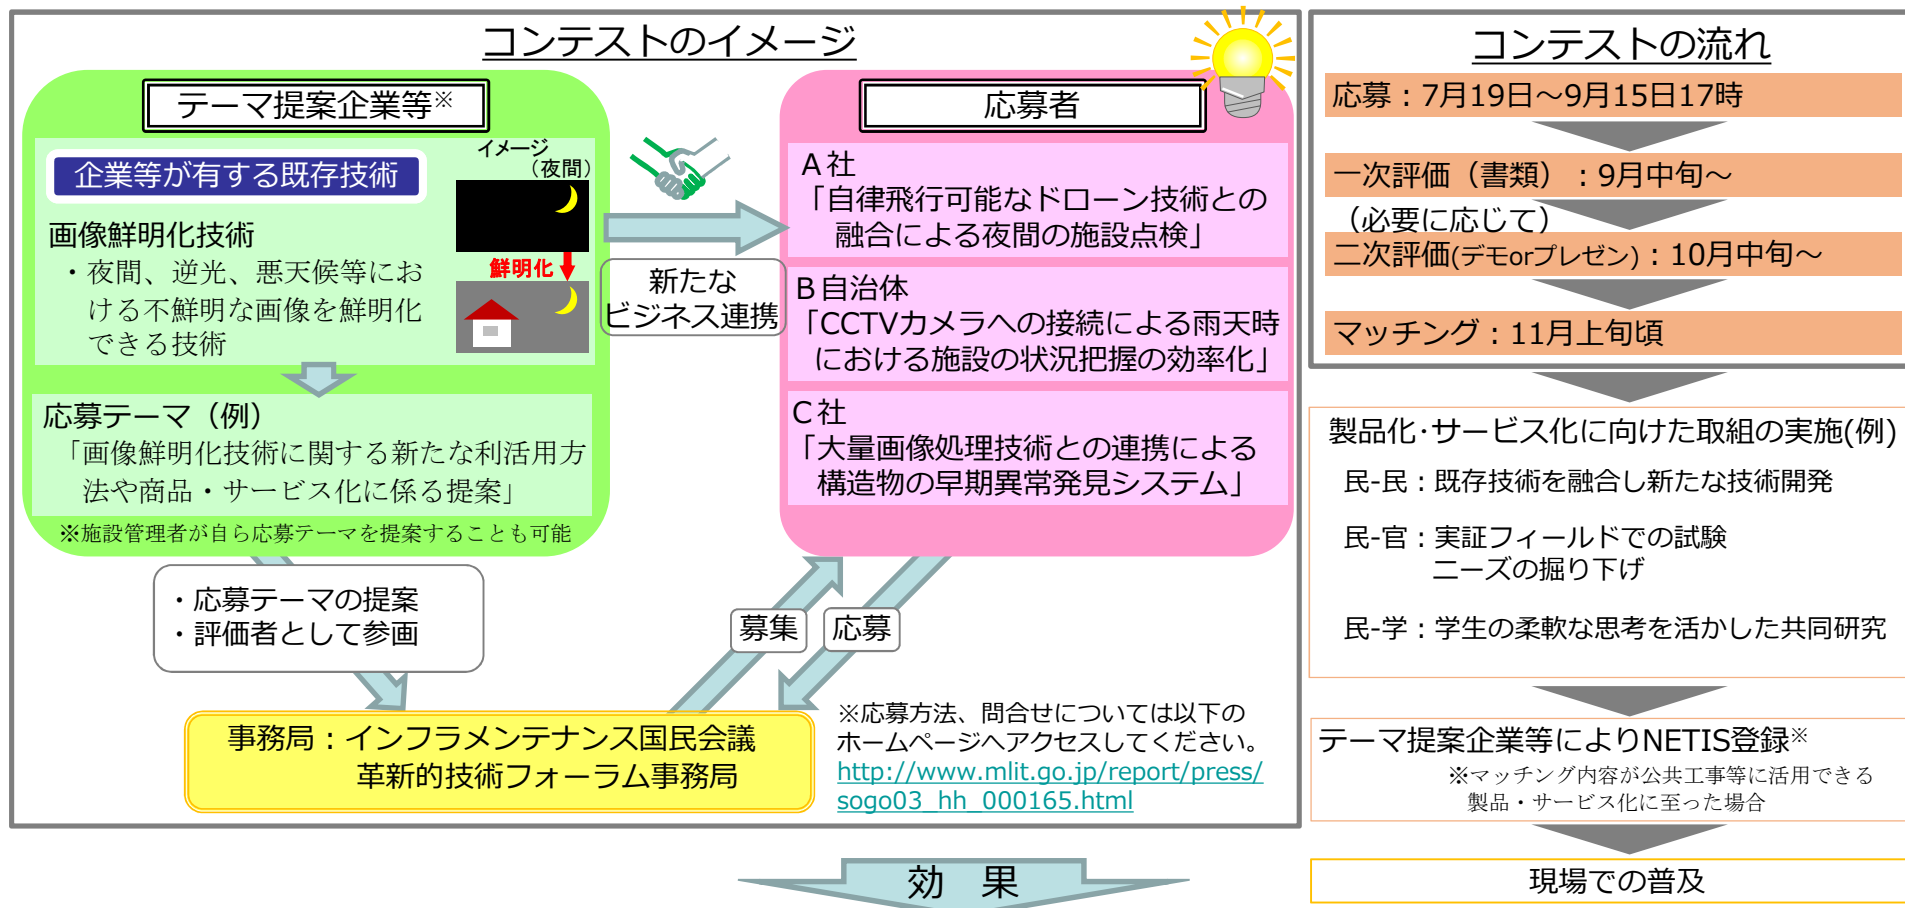 コンテストのイメージ
テーマ提案企業等※
企業等が有する既存技術
イメージ
（夜間）
画像鮮明化技術
・夜間、逆光、悪天候等にお
ける不鮮明な画像を鮮明化
できる技術
鮮明化
応募テーマ（例）
「画像鮮明化技術に関する新たな利活用方
法や商品・サービス化に係る提案」
※施設管理者が自ら応募テーマを提案することも可能
新たな
ビジネス連携
応募者
A社
「自律飛行可能なドローン技術との
融合による夜間の施設点検」
B自治体
「CCTVカメラへの接続による雨天時
における施設の状況把握の効率化」
C社
「大量画像処理技術との連携による
構造物の早期異常発見システム」
・応募テーマの提案
・評価者として参画
募集
応募
事務局：インフラメンテナンス国民会議
革新的技術フォーラム事務局
※応募方法、問合せについては以下の
ホームページへアクセスしてください。
http://www.mlit.go.jp/report/press/
sogo03_hh_000165.html
効　果
コンテストの流れ
応募：7月19日～9月15日17時
一次評価（書類）：9月中旬～
（必要に応じて）
二次評価(デモorプレゼン)：10月中旬～
マッチング：11月上旬頃
製品化･サービス化に向けた取組の実施(例)
民-民：既存技術を融合し新たな技術開発
民-官：実証フィールドでの試験
ニーズの掘り下げ
民-学：学生の柔軟な思考を活かした共同研究
テーマ提案企業等によりNETIS登録※
※マッチング内容が公共工事等に活用できる
製品・サービス化に至った場合
現場での普及